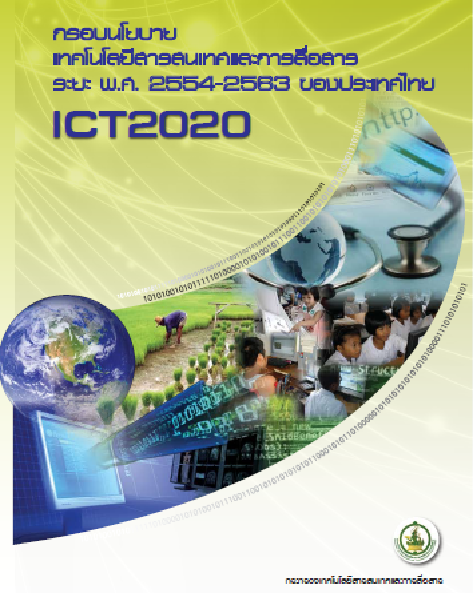 กรอบนโยบาย
เทคโนโลยีสารสนเทศและการสื่อสาร
ระยะ พ.ศ. 2554-2563 ของประเทศไทย
ICT2020
http:
กระทรวงเทคโนโลยีสารสนเทศและการสื่อสาร